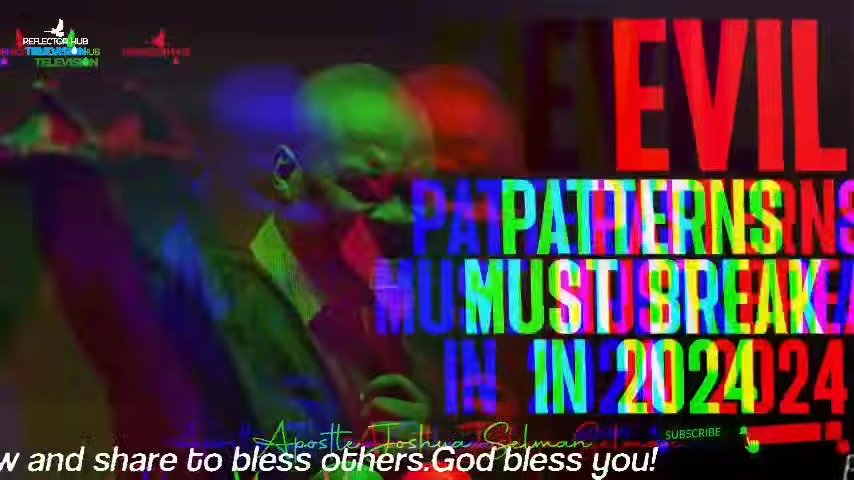 REFLECTOR HUB
TELEVISION
EVIL
PATTERNS
MUST BREAK
IN 2024
Apostle Joshua Selman
SUBSCRIBE
and share to bless others.God bless you!